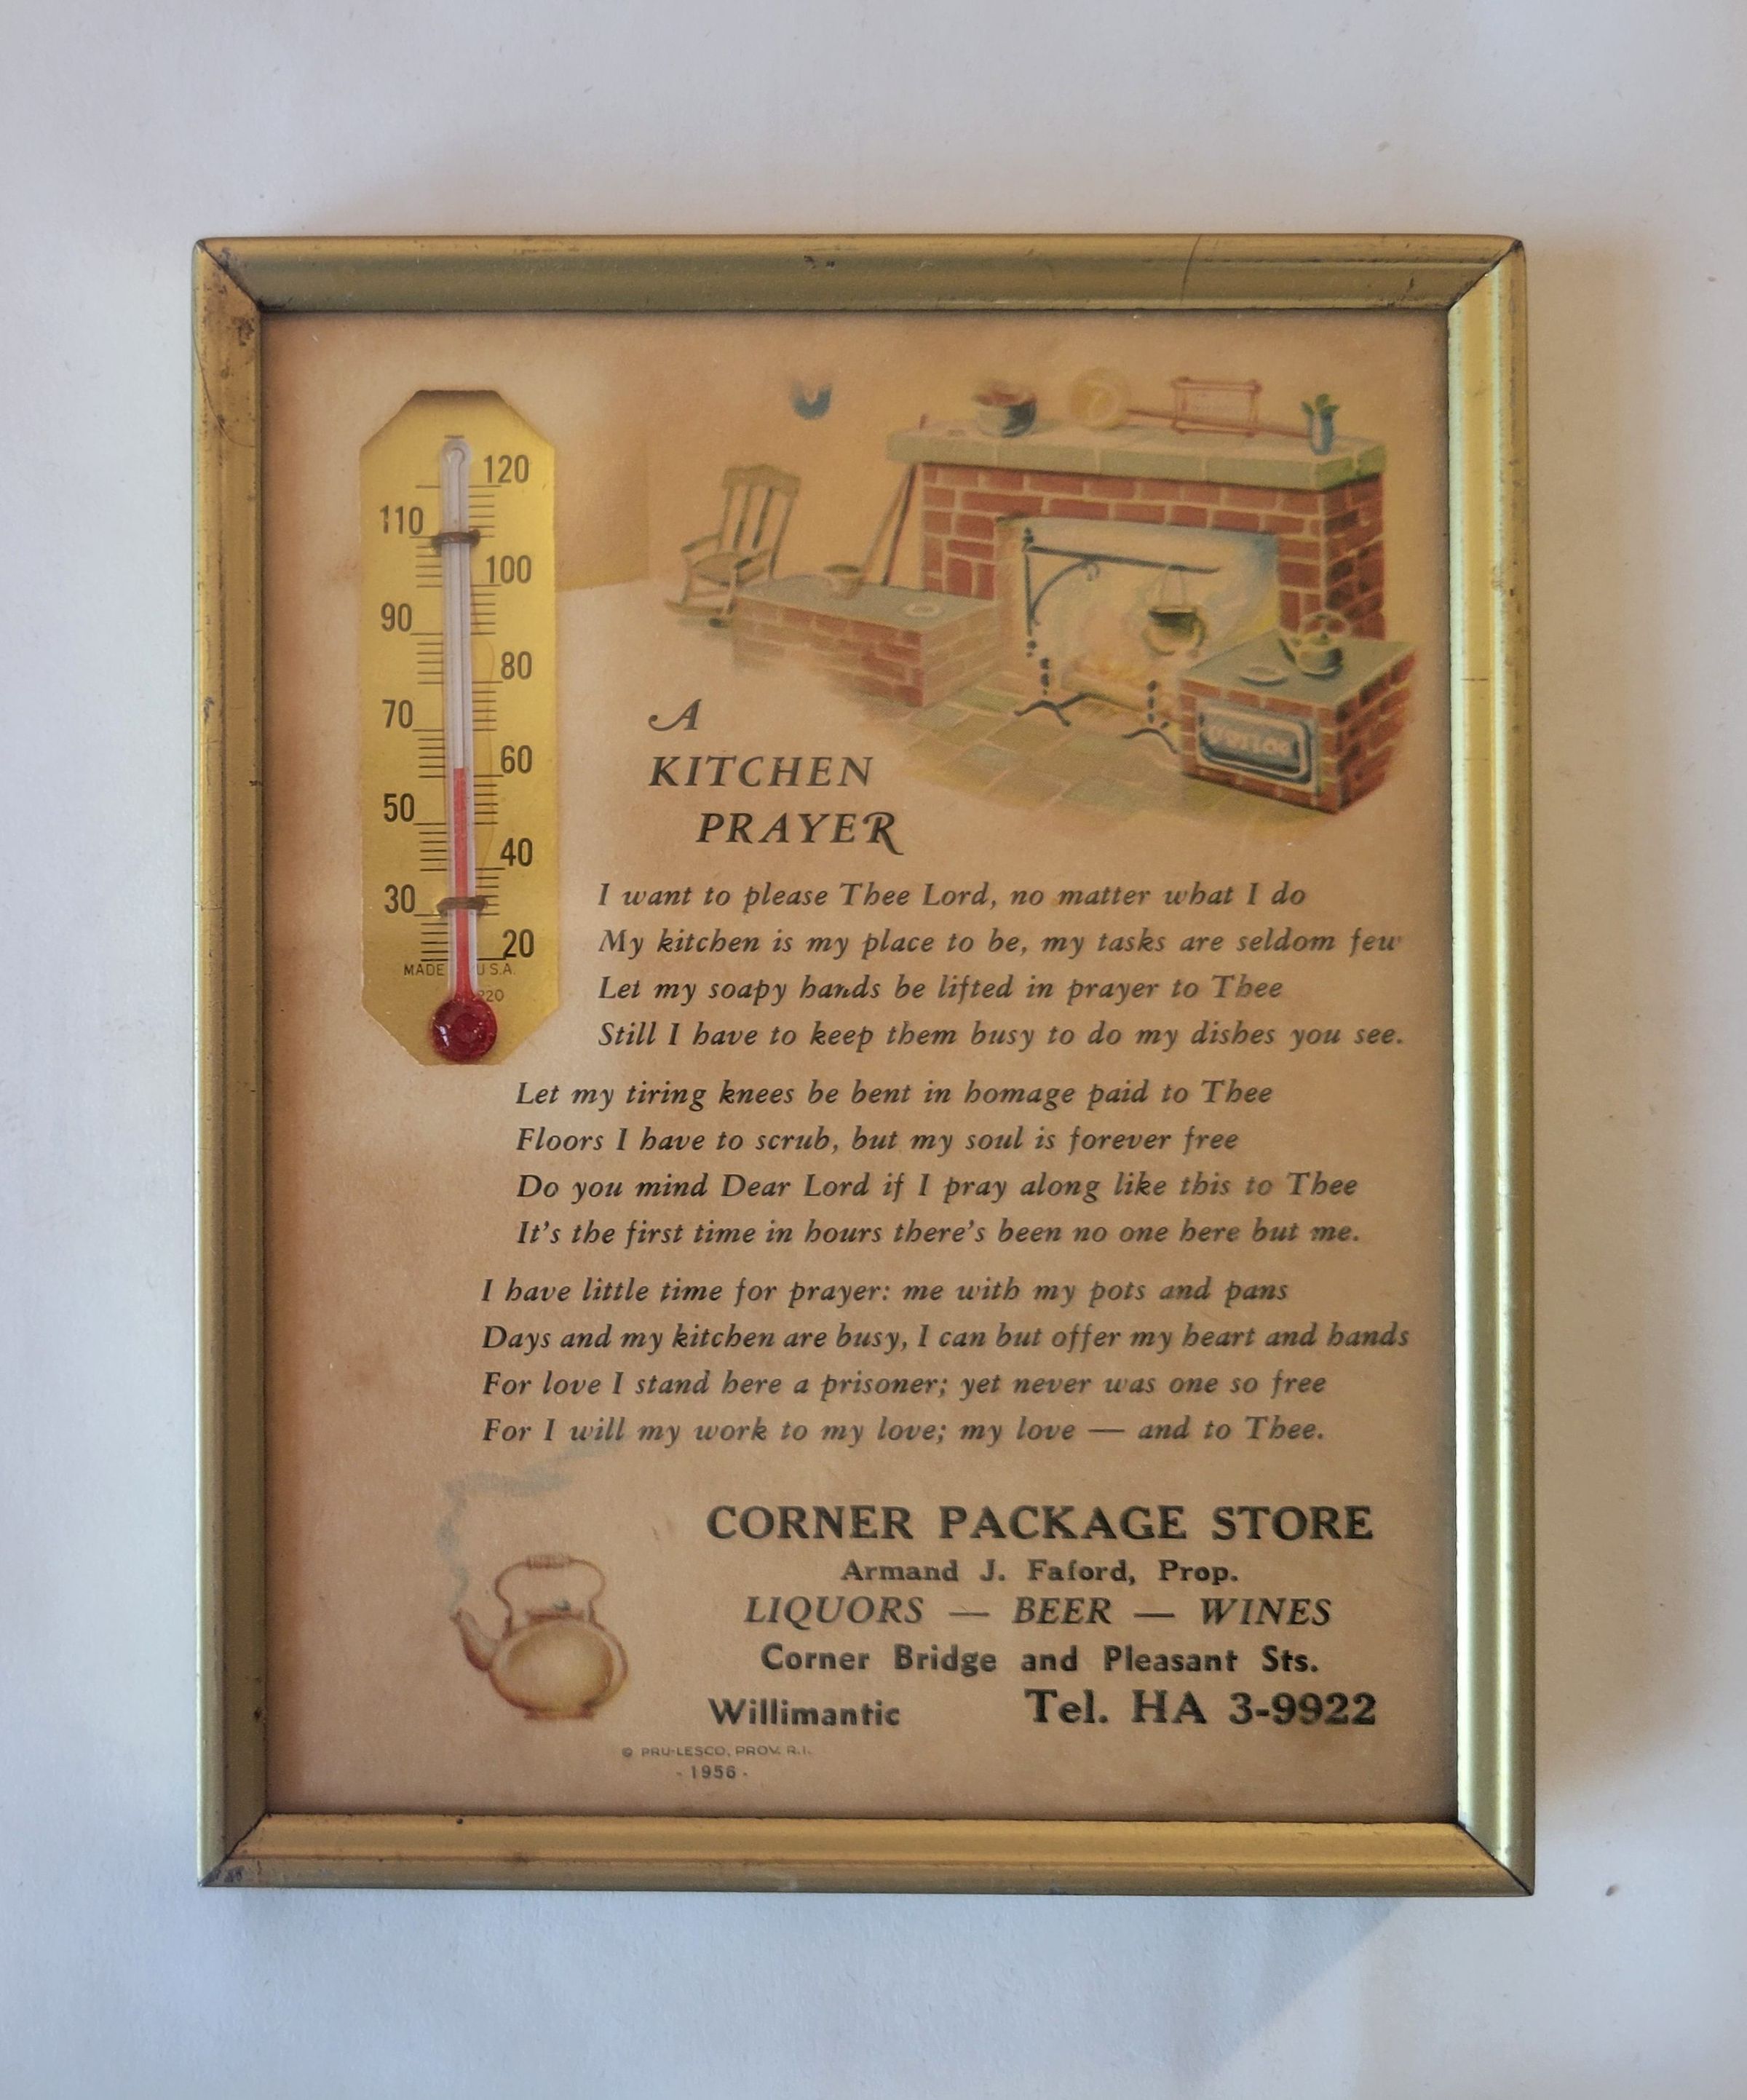 120
110
100
90
80
70
60
50
40
30
20
MADE U.S.A.
A
KITCHEN
PRAYER
I want to please Thee Lord, no matter what I do
My kitchen is my place to be, my tasks are seldom few
Let my soapy hands be lifted in prayer to Thee
Still I have to keep them busy to do my dishes you see.
Let my tiring knees be bent in homage paid to Thee
Floors I have to scrub, but my soul is forever free
Do you mind Dear Lord if I pray along like this to Thee
It's the first time in hours there's been no one here but me.
I have little time for prayer: me with my pots and pans
Days and my kitchen are busy, I can but offer my heart and hands
For love I stand here a prisoner; yet never was one so free
For I will my work to my love; my love — and to Thee.
CORNER PACKAGE STORE
Armand J. Faford, Prop.
LIQUORS — BEER — WINES
Corner Bridge and Pleasant Sts.
Willimantic Tel. HA 3-9922
© PRU-LESCO, PROV. R.I.
- 1956 -